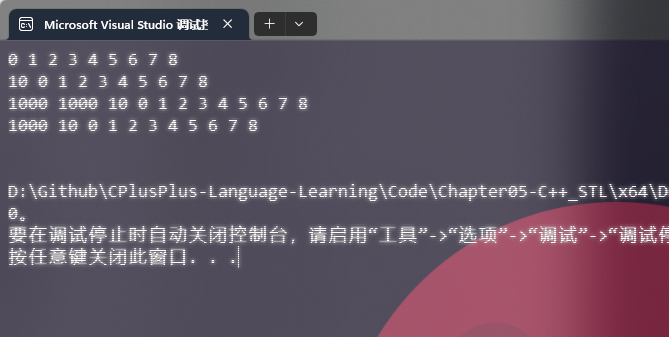 Microsoft Visual Studio 调试
0 1 2 3 4 5 6 7 8
10 0 1 2 3 4 5 6 7 8
1000 1000 10 0 1 2 3 4 5 6 7 8
1000 10 0 1 2 3 4 5 6 7 8
D:\Github\CPlusPlus-Language-Learning\Code\Chapter05-C++_STL\x64\D
0。
要在调试停止时自动关闭控制台，请启用“工具”->“选项”->“调试”->“调试停
按任意键关闭此窗口. . .